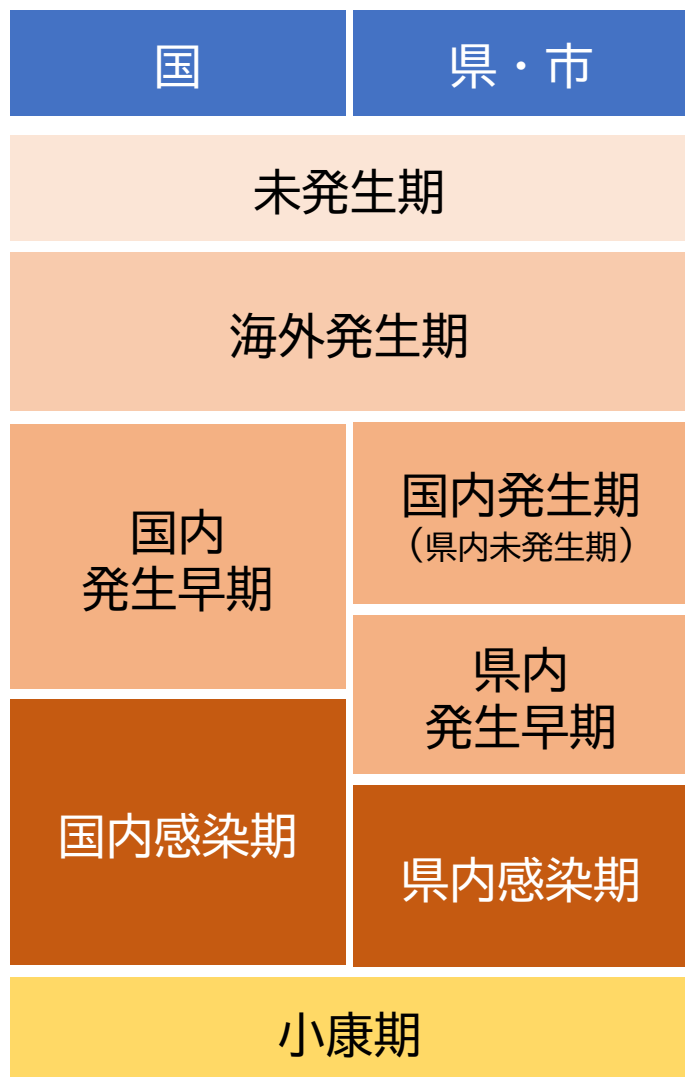 国
県・市
未発生期
海外発生期
国内
発生早期
国内発生期
（県内未発生期）
県内
発生早期
国内感染期
県内感染期
小康期